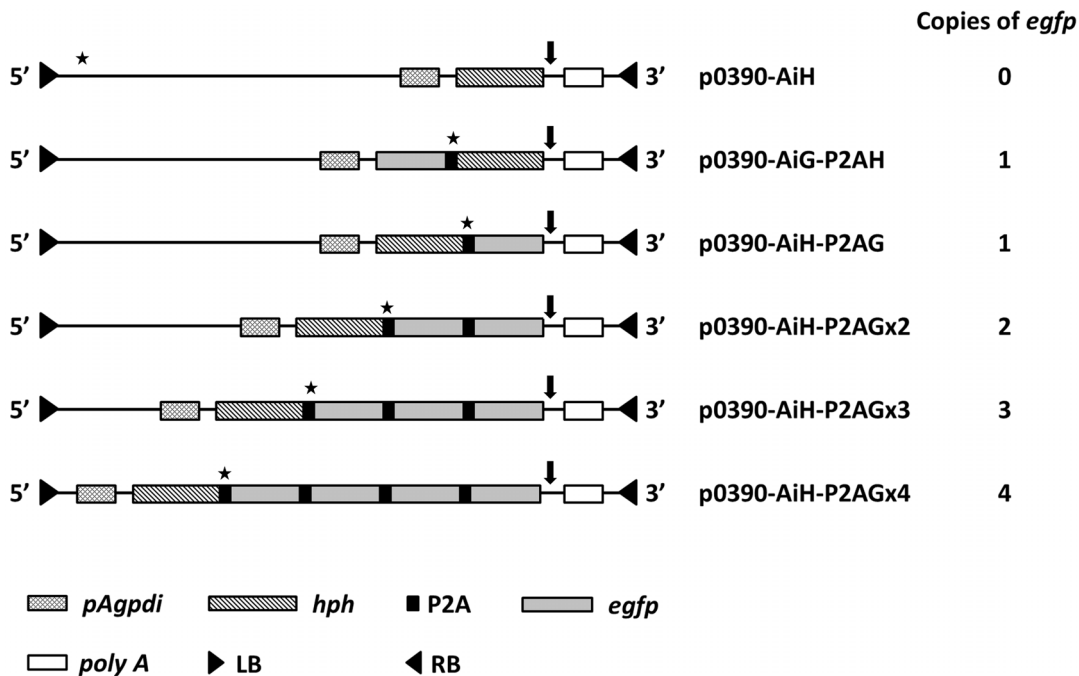 Copies of egfp
5’ 3’ p0390-AiH 0
5’ 3’ p0390-AiG-P2AH 1
5’ 3’ p0390-AiH-P2AG 1
5’ 3’ p0390-AiH-P2AGx2 2
5’ 3’ p0390-AiH-P2AGx3 3
5’ 3’ p0390-AiH-P2AGx4 4
pAgpdi hph P2A egfp
poly A LB RB